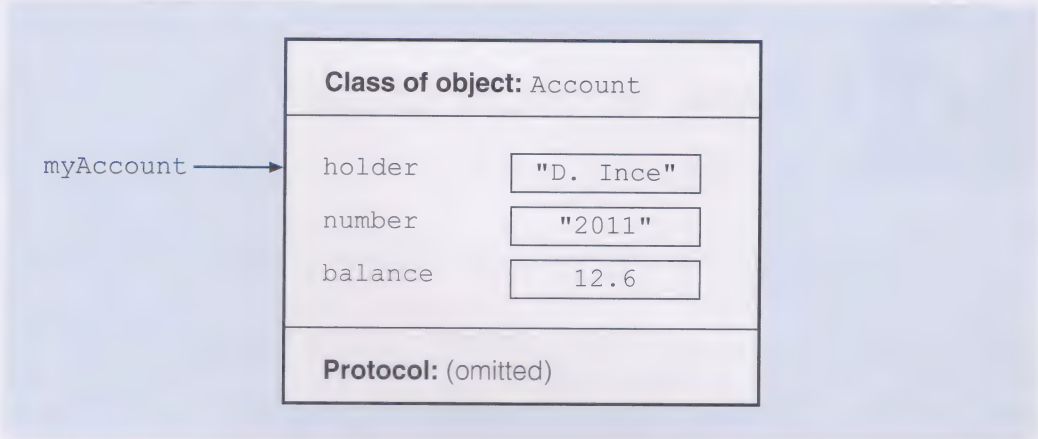 Class of object: Account
myAccount
holder "D. Ince"
number "2011"
balance 12.6
Protocol: (omitted)